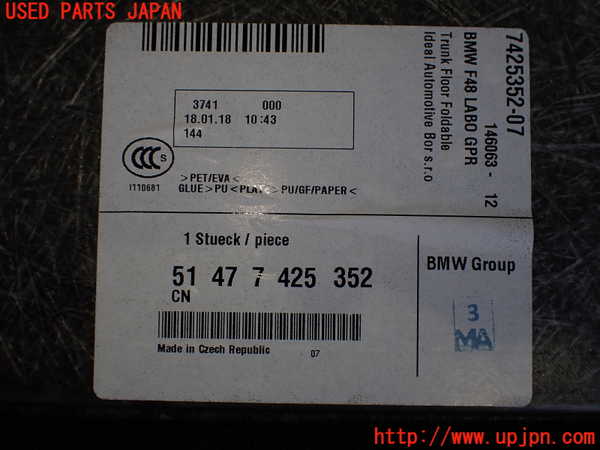 USED PARTS JAPAN
3741 000
18.01.18 10:43
144
CCC S
I110681
>PET/EVA<
GLUE>PU<PLAY>PU/GF/PAPER<
7425352-07
146063 - 12
BMW F48 LABO GPR
Trunk Floor Foldable
Ideal Automotive Bor s.r.o
1 Stueck / piece
51 47 7 425 352
CN
Made in Czech Republic 07
BMW Group
3
MA
http://www.upjpn.com/